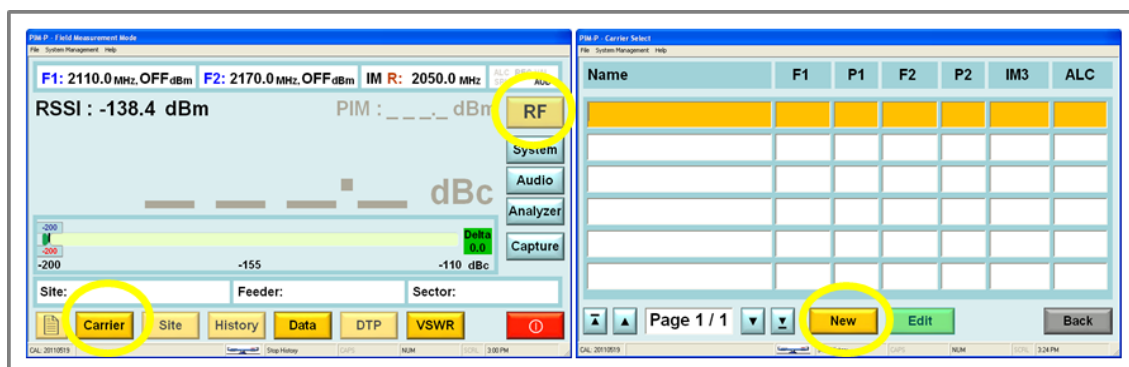 PIM-P - Field Measurement Mode
File System Management Help
F1: 2110.0 MHz, OFF dBm F2: 2170.0 MHz, OFF dBm IM R: 2050.0 MHz ALC
RSSI : -138.4 dBm PIM : _ _ _._ dBm RF
System
Audio
_ _ _._ dBc
Analyzer
-200
Delta
-200 0.0 Capture
-200 -155 -110 dBc
Site: Feeder: Sector:
Carrier Site History Data DTP VSWR
CAL: 20110519 Stop History CAPS NUM SCRL 3:00 PM
PIM-P - Carrier Select
File System Management Help
Name F1 P1 F2 P2 IM3 ALC
Page 1 / 1 New Edit Back
CAL: 20110519 CAPS NUM SCRL 3:24 PM